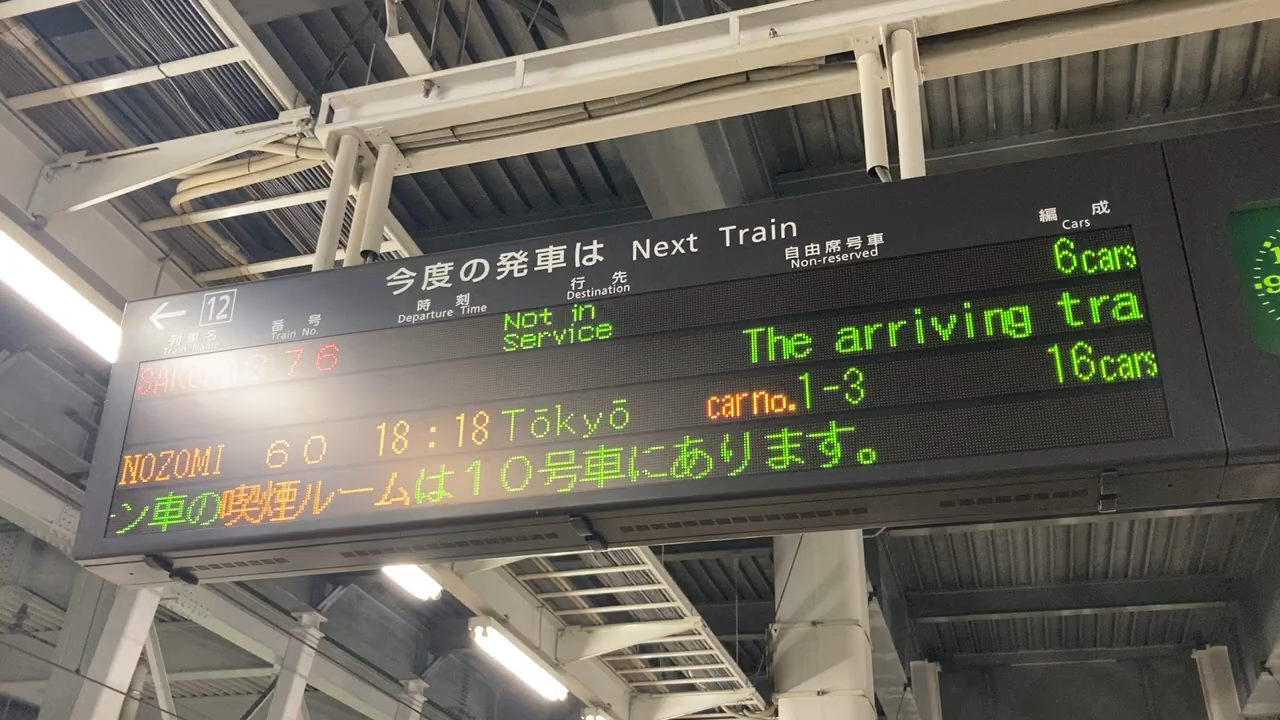 ← 12 今度の発車は Next Train
列車名 番号 時刻 行先 自由席号車 編成
Train Name Train No. Departure Time Destination Non-reserved Cars
376 Not in Service 6cars
The arriving tra
NOZOMI 60 18:18 Tōkyō car no. 1-3 16cars
ン車の喫煙ルームは10号車にあります。